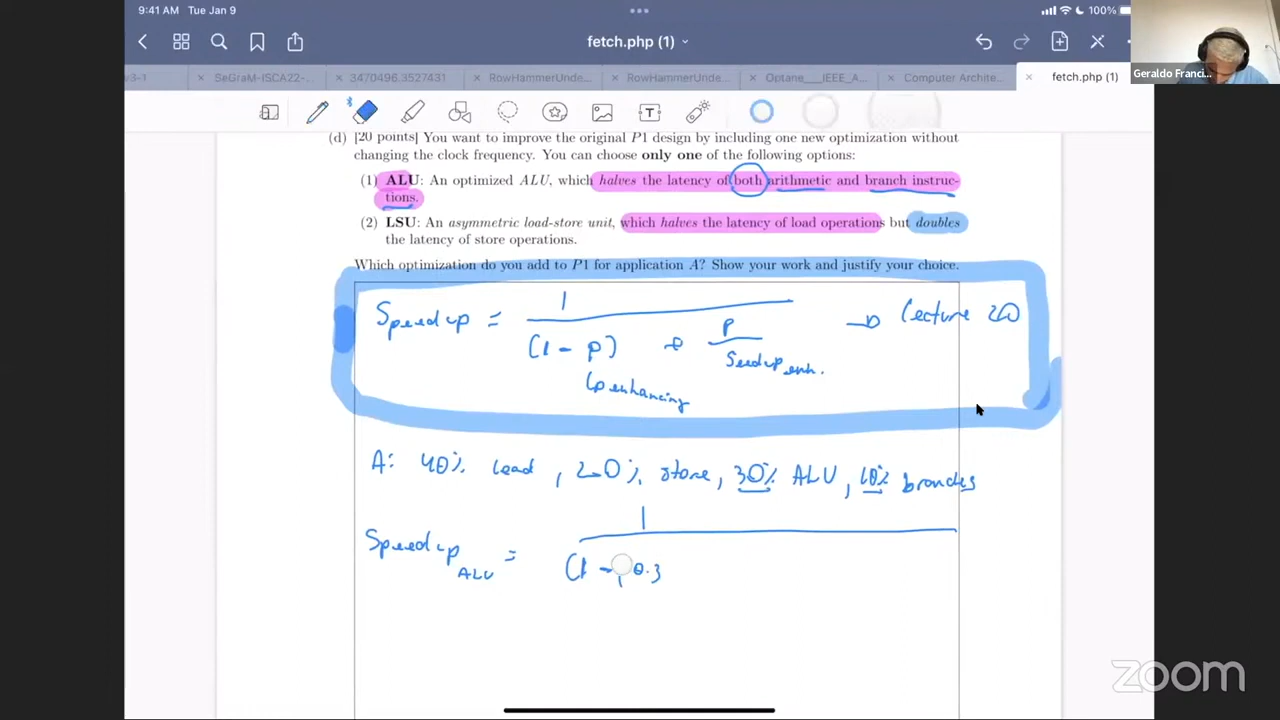 9:41 AM Tue Jan 9
100%
fetch.php (1)
v3-1
SeGraM-ISCA22-...
3470496.3527431
RowHammerUnde...
RowHammerUnde...
Optane___IEEE_A...
Computer Archite...
fetch.php (1)
Geraldo Franci...
(d) [20 points] You want to improve the original P1 design by including one new optimization without
changing the clock frequency. You can choose only one of the following options:
(1) ALU: An optimized ALU, which halves the latency of both arithmetic and branch instruc-
tions.
(2) LSU: An asymmetric load-store unit, which halves the latency of load operations but doubles
the latency of store operations.
Which optimization do you add to P1 for application A? Show your work and justify your choice.
Speedup = 1
(1 - p) + p
Seedup enh.
enhancing
→ lecture 20
A: 40% load, 20% store, 30% ALU, 10% branches
Speedup ALU = 1
(1 - 0.3
zoom